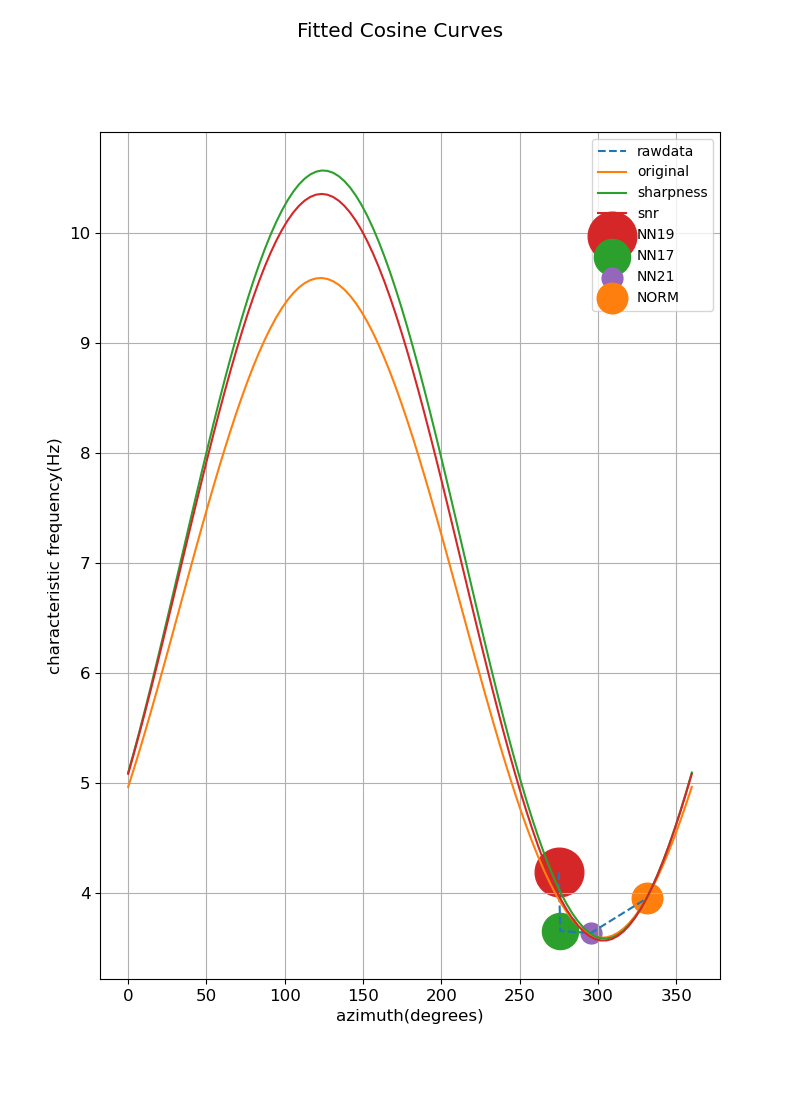 Fitted Cosine Curves
rawdata
original
sharpness
snr
NN19
NN17
NN21
NORM
characteristic frequency(Hz)
10
9
8
7
6
5
4
0 50 100 150 200 250 300 350
azimuth(degrees)